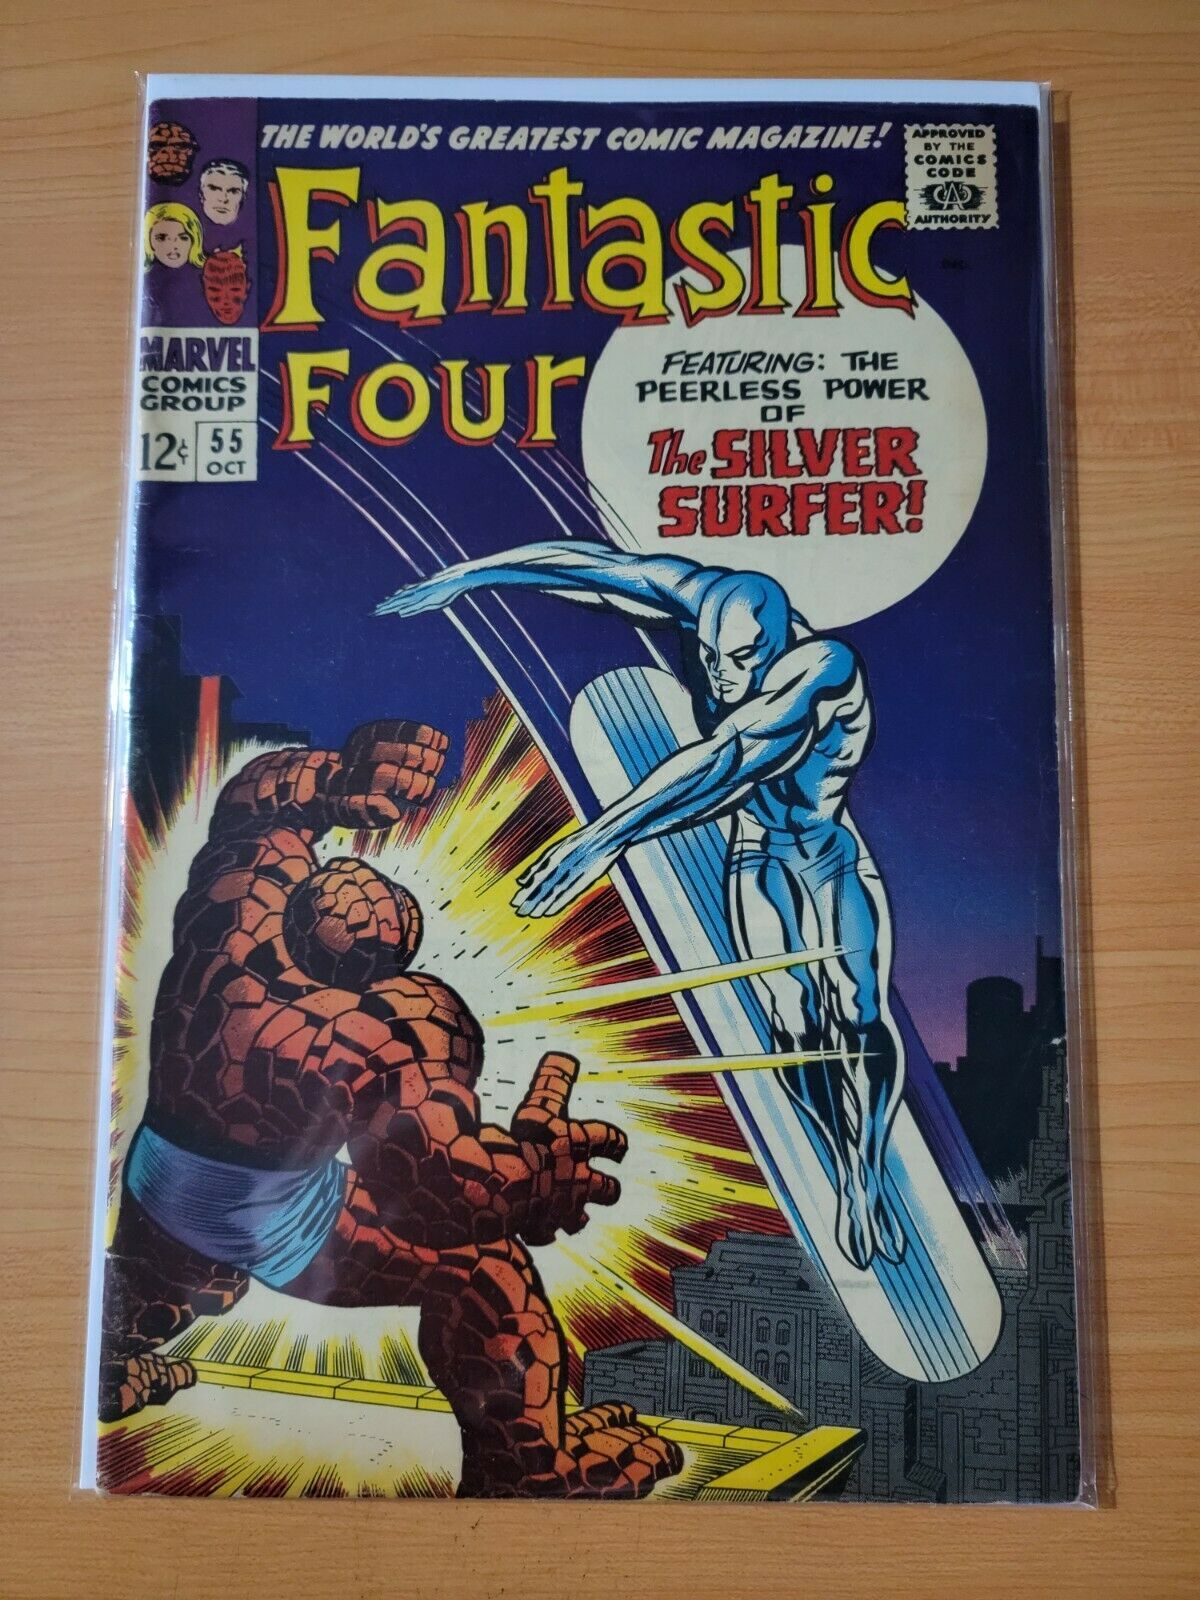 THE WORLD'S GREATEST COMIC MAGAZINE!
APPROVED
BY THE
COMICS
CODE
CA
AUTHORITY
Fantastic
Four
MARVEL
COMICS
GROUP
12¢
55
OCT
FEATURING: THE
PEERLESS POWER
OF
The SILVER
SURFER!